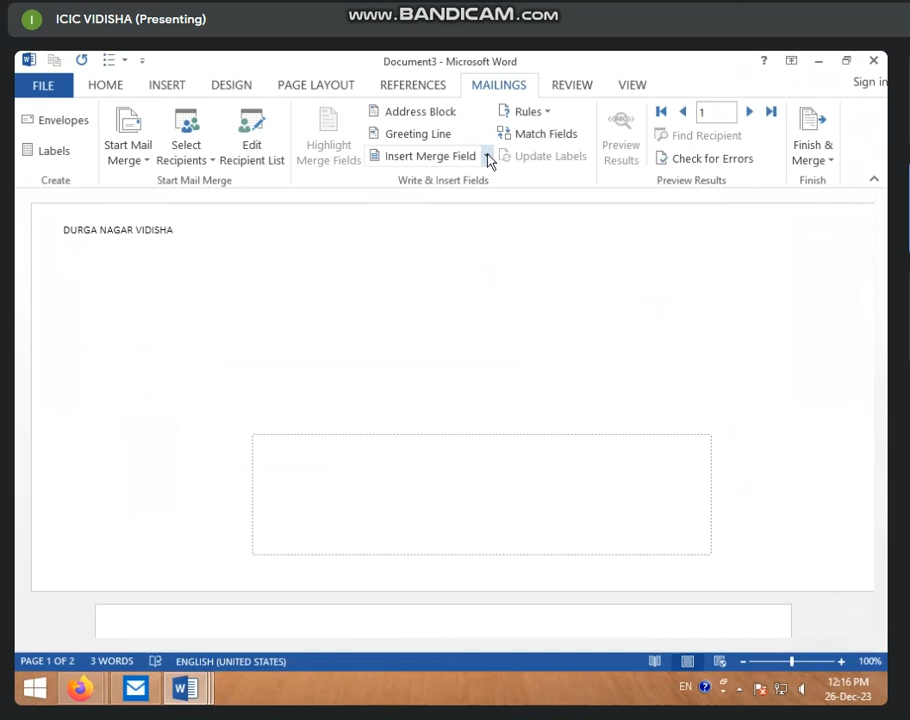 www.BANDICAM.com
I ICIC VIDISHA (Presenting)
Document3 - Microsoft Word
FILE HOME INSERT DESIGN PAGE LAYOUT REFERENCES MAILINGS REVIEW VIEW Sign in
Envelopes
Labels
Create
Start Mail Merge
Select Recipients
Edit Recipient List
Start Mail Merge
Highlight Merge Fields
Address Block
Greeting Line
Insert Merge Field
Rules
Match Fields
Update Labels
Write & Insert Fields
Preview Results
1
Find Recipient
Check for Errors
Preview Results
Finish & Merge
Finish
DURGA NAGAR VIDISHA
PAGE 1 OF 2 3 WORDS ENGLISH (UNITED STATES) 100%
EN 12:16 PM
26-Dec-23